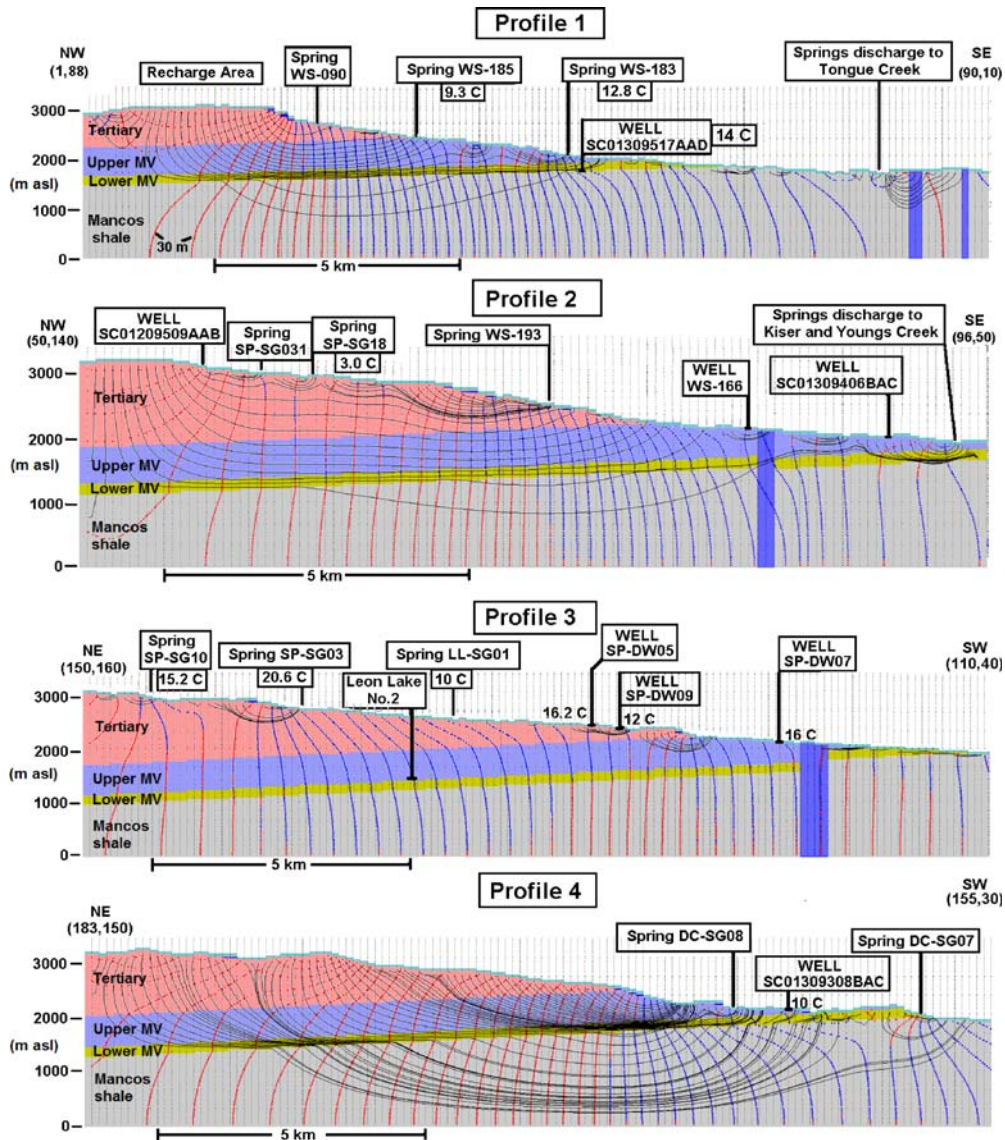 Profile 1
NW
(1,88)
Recharge Area
Spring
WS-090
Spring WS-185
9.3 C
Spring WS-183
12.8 C
WELL
SC01309517AAD
14 C
Springs discharge to
Tongue Creek
SE
(90,10)
3000
Tertiary
2000
Upper MV
(m asl)
Lower MV
1000
Mancos
shale
30 m
0
5 km
Profile 2
NW
(50,140)
WELL
SC01209509AAB
Spring
SP-SG031
Spring
SP-SG18
3.0 C
Spring WS-193
WELL
WS-166
WELL
SC01309406BAC
Springs discharge to
Kiser and Youngs Creek
SE
(96,50)
3000
Tertiary
2000
(m asl)
Upper MV
Lower MV
1000
Mancos
shale
0
5 km
Profile 3
NE
(150,160)
Spring
SP-SG10
15.2 C
Spring SP-SG03
20.6 C
Leon Lake
No.2
Spring LL-SG01
10 C
WELL
SP-DW05
16.2 C
WELL
SP-DW09
12 C
WELL
SP-DW07
16 C
SW
(110,40)
3000
Tertiary
2000
(m asl)
Upper MV
Lower MV
1000
Mancos
shale
0
5 km
Profile 4
NE
(183,150)
Spring DC-SG08
WELL
SC01309308BAC
10 C
Spring DC-SG07
SW
(155,30)
3000
Tertiary
2000
Upper MV
(m asl)
Lower MV
1000
Mancos
shale
0
5 km